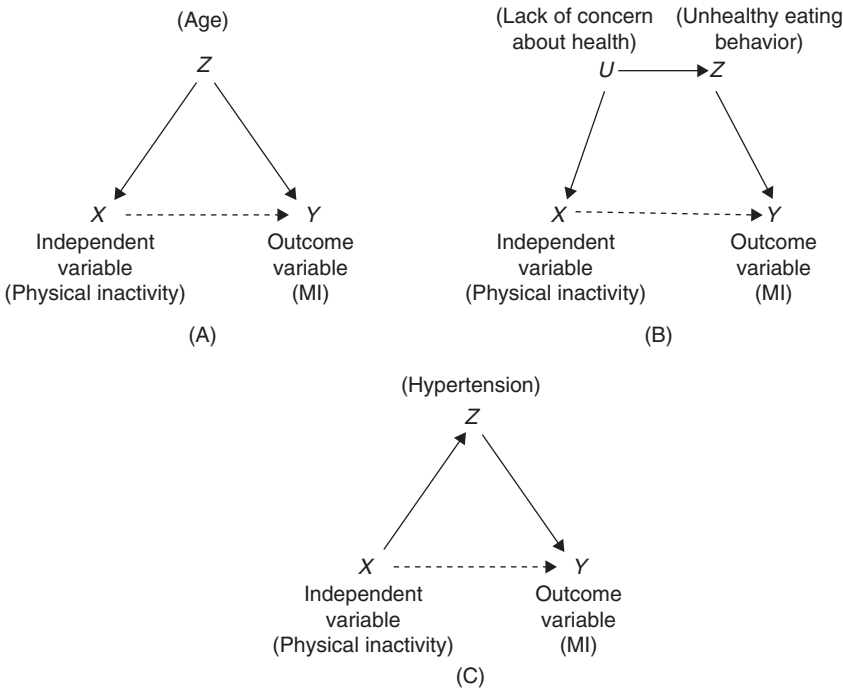 (Age)
Z
X
Y
Independent
variable
(Physical inactivity)
Outcome
variable
(MI)
(A)
(Lack of concern
about health)
(Unhealthy eating
behavior)
U
Z
X
Y
Independent
variable
(Physical inactivity)
Outcome
variable
(MI)
(B)
(Hypertension)
Z
X
Y
Independent
variable
(Physical inactivity)
Outcome
variable
(MI)
(C)